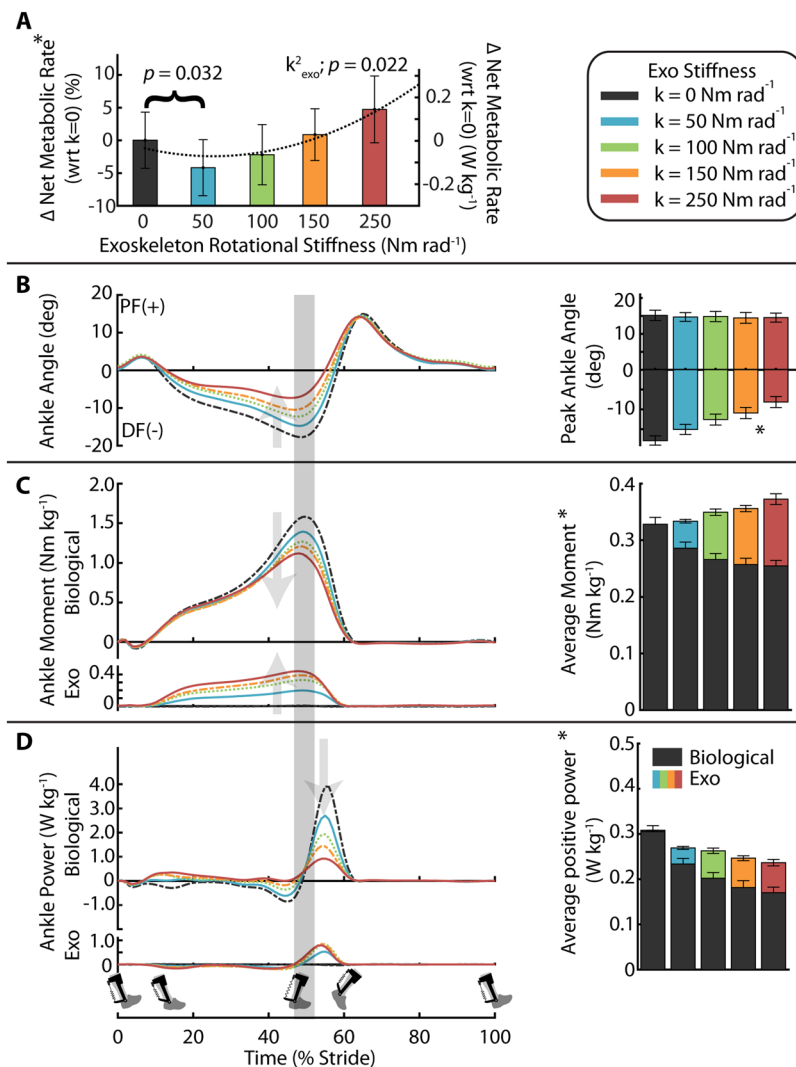 A
Δ Net Metabolic Rate*
(wrt k=0) (%)
10
5
0
-5
-10
p = 0.032
k²exo; p = 0.022
0.2
0
-0.2
Δ Net Metabolic Rate
(wrt k=0)
(W kg⁻¹)
0 50 100 150 250
Exoskeleton Rotational Stiffness (Nm rad⁻¹)
Exo Stiffness
k = 0 Nm rad⁻¹
k = 50 Nm rad⁻¹
k = 100 Nm rad⁻¹
k = 150 Nm rad⁻¹
k = 250 Nm rad⁻¹
B
Ankle Angle (deg)
20
10
0
-10
-20
PF(+)
DF(-)
Peak Ankle Angle
(deg)
20
10
0
-10
*
C
Ankle Moment (Nm kg⁻¹)
Exo Biological
2.0
1.5
1.0
0.5
0
0.4
0
Average Moment *
(Nm kg⁻¹)
0.4
0.3
0.2
0
D
Ankle Power (W kg⁻¹)
Exo Biological
4.0
3.0
2.0
1.0
0
-1.0
1.0
0
Average positive power *
(W kg⁻¹)
0.5
0.3
0.2
0
Biological
Exo
0 20 40 60 80 100
Time (% Stride)